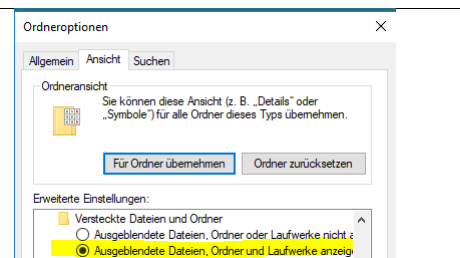 Ordneroptionen
Allgemein Ansicht Suchen
Ordneransicht
Sie können diese Ansicht (z. B. „Details" oder
„Symbole") für alle Ordner dieses Typs übernehmen.
Für Ordner übernehmen Ordner zurücksetzen
Erweiterte Einstellungen:
Versteckte Dateien und Ordner
Ausgeblendete Dateien, Ordner oder Laufwerke nicht
Ausgeblendete Dateien, Ordner und Laufwerke